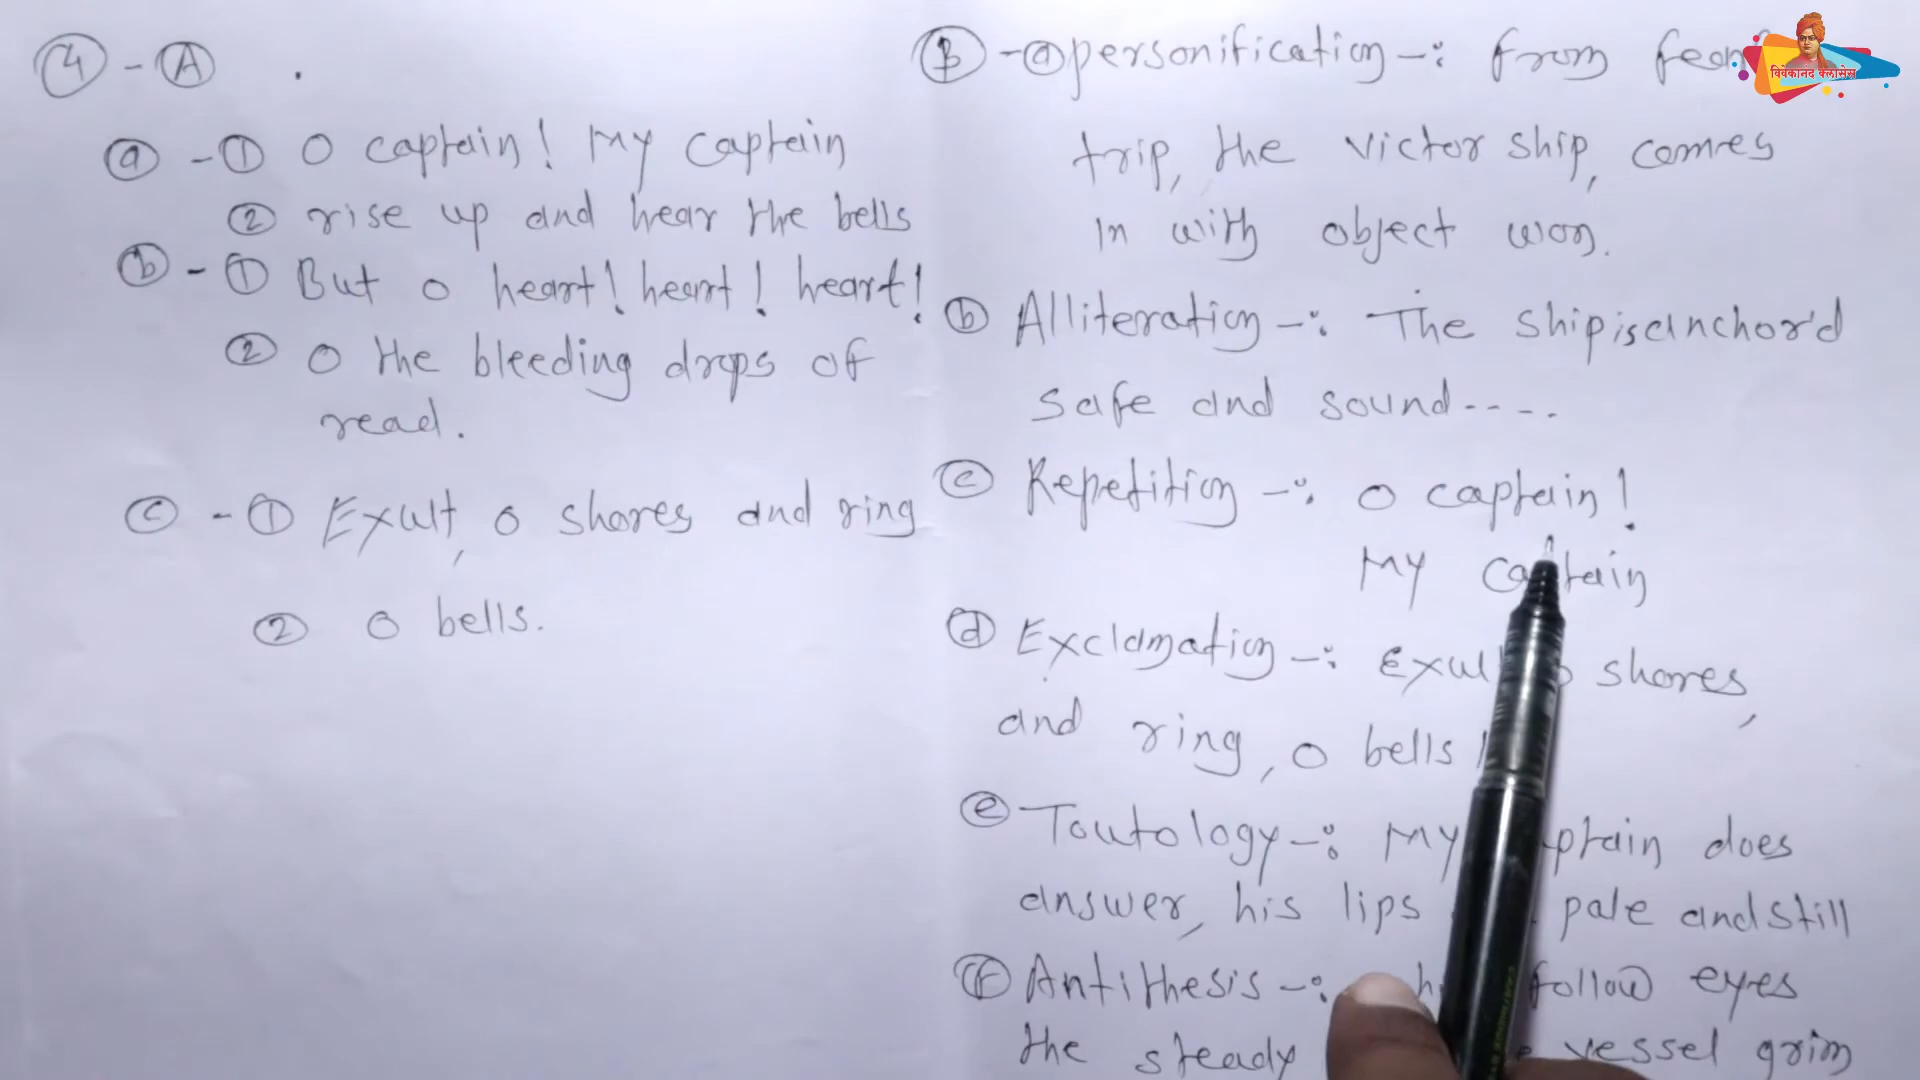 4 - A
a - 1 O captain! My captain
2 rise up and hear the bells
b - 1 But O heart! heart! heart!
2 O the bleeding drops of
read.
c - 1 Exult, O shores and ring
2 O bells.
B - a personification -: From
trip, the victor ship, comes
in with object won.
b Alliteration -: The ship is anchor'd
safe and sound----
c Repetition -: O captain!
My captain
d Exclamation -: Exult O shores,
and ring, O bells!
e Toutology -: My does
answer, his lips pale and still
f Antithesis -: follow eyes
the steady vessel grim
विवेकानंद क्लासेस